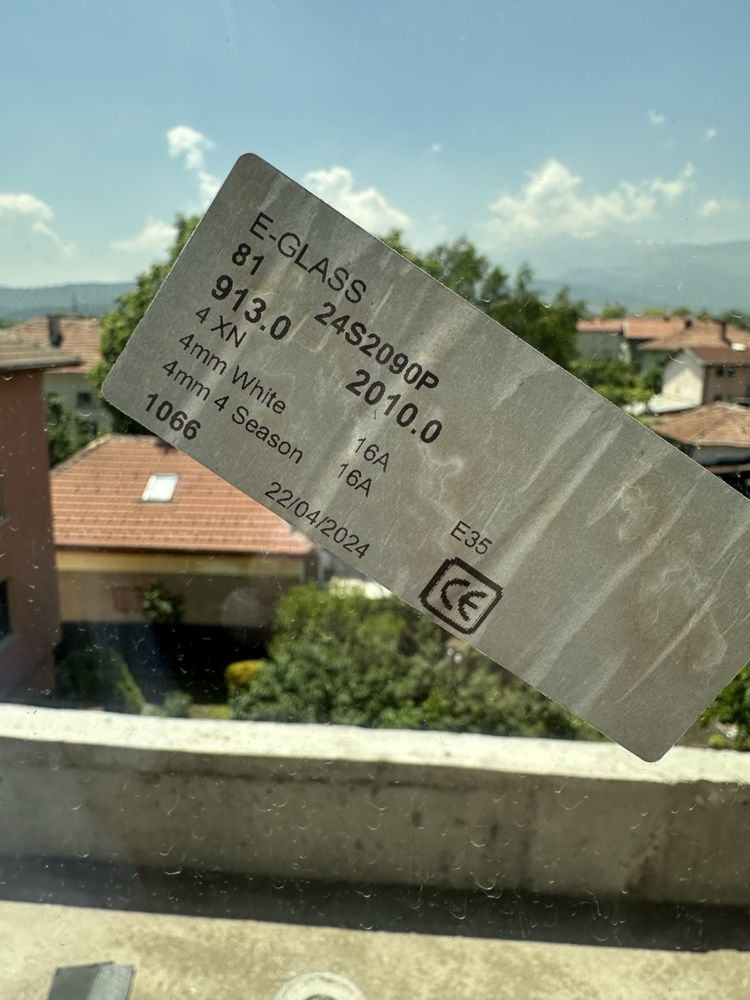 E-GLASS
81 24S2090P
913.0 2010.0
4 XN
4mm White 16A
4mm 4 Season 16A
1066
22/04/2024 E35
CE